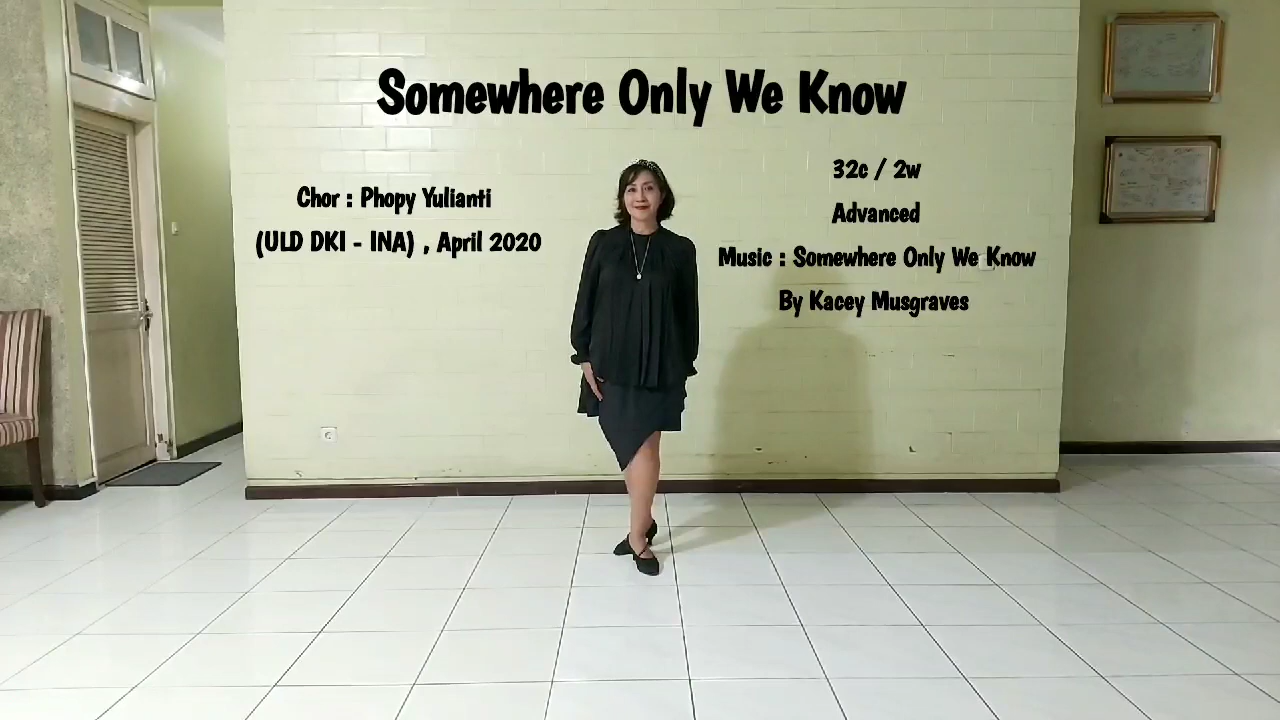 Somewhere Only We Know
Chor : Phopy Yulianti
(ULD DKI - INA) , April 2020
32c / 2w
Advanced
Music : Somewhere Only We Know
By Kacey Musgraves